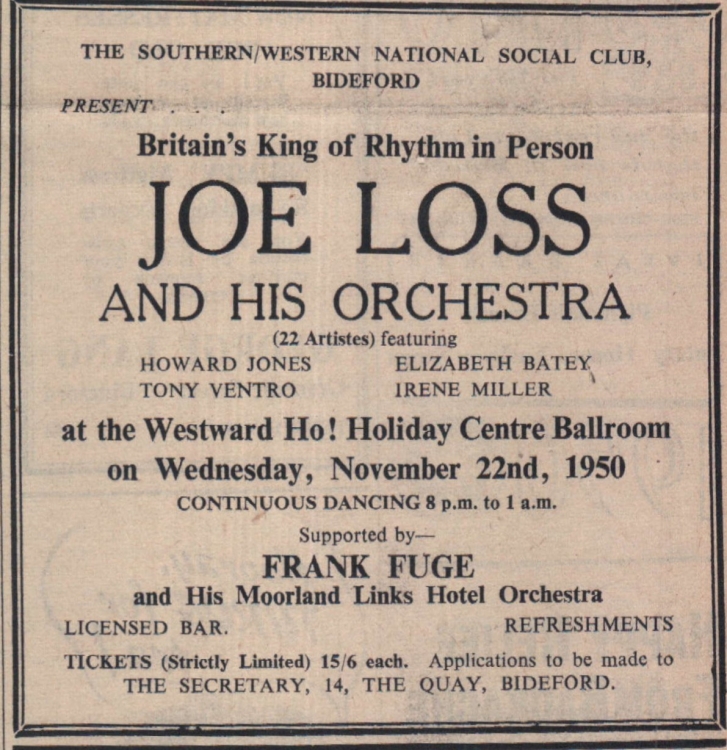 THE SOUTHERN/WESTERN NATIONAL SOCIAL CLUB,
BIDEFORD
PRESENT . . .
Britain's King of Rhythm in Person
JOE LOSS
AND HIS ORCHESTRA
(22 Artistes) featuring
HOWARD JONES ELIZABETH BATEY
TONY VENTRO IRENE MILLER
at the Westward Ho! Holiday Centre Ballroom
on Wednesday, November 22nd, 1950
CONTINUOUS DANCING 8 p.m. to 1 a.m.
Supported by—
FRANK FUGE
and His Moorland Links Hotel Orchestra
LICENSED BAR. REFRESHMENTS
TICKETS (Strictly Limited) 15/6 each. Applications to be made to
THE SECRETARY, 14, THE QUAY, BIDEFORD.